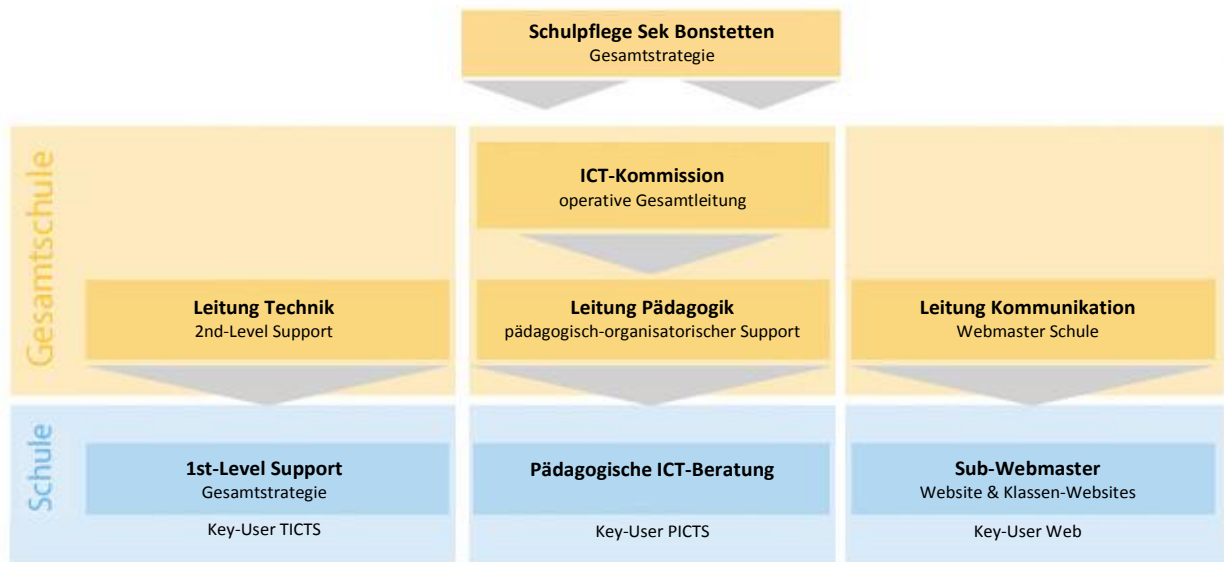 Schulpflege Sek Bonstetten
Gesamtstrategie
Gesamtschule
ICT-Kommission
operative Gesamtleitung
Leitung Technik
2nd-Level Support
Leitung Pädagogik
pädagogisch-organisatorischer Support
Leitung Kommunikation
Webmaster Schule
Schule
1st-Level Support
Gesamtstrategie
Key-User TICTS
Pädagogische ICT-Beratung
Key-User PICTS
Sub-Webmaster
Website & Klassen-Websites
Key-User Web